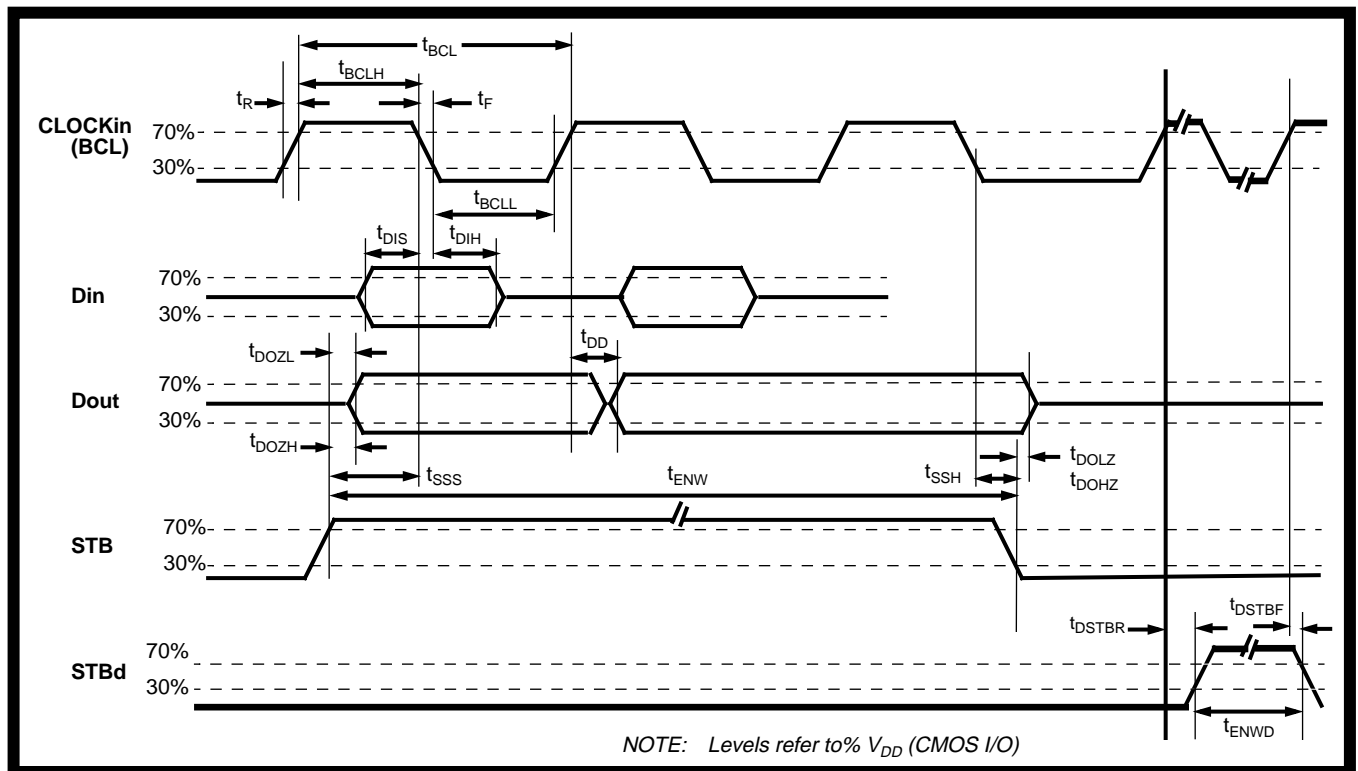 tBCL
tBCLH
tR
tF
CLOCKin
(BCL)
70%
30%
tBCLL
tDIS
tDIH
Din
70%
30%
tDOZL
tDD
Dout
70%
30%
tDOZH
tSSS
tENW
tSSH
tDOLZ
tDOHZ
STB
70%
30%
tDSTBR
tDSTBF
STBd
70%
30%
tENWD
NOTE: Levels refer to% VDD (CMOS I/O)